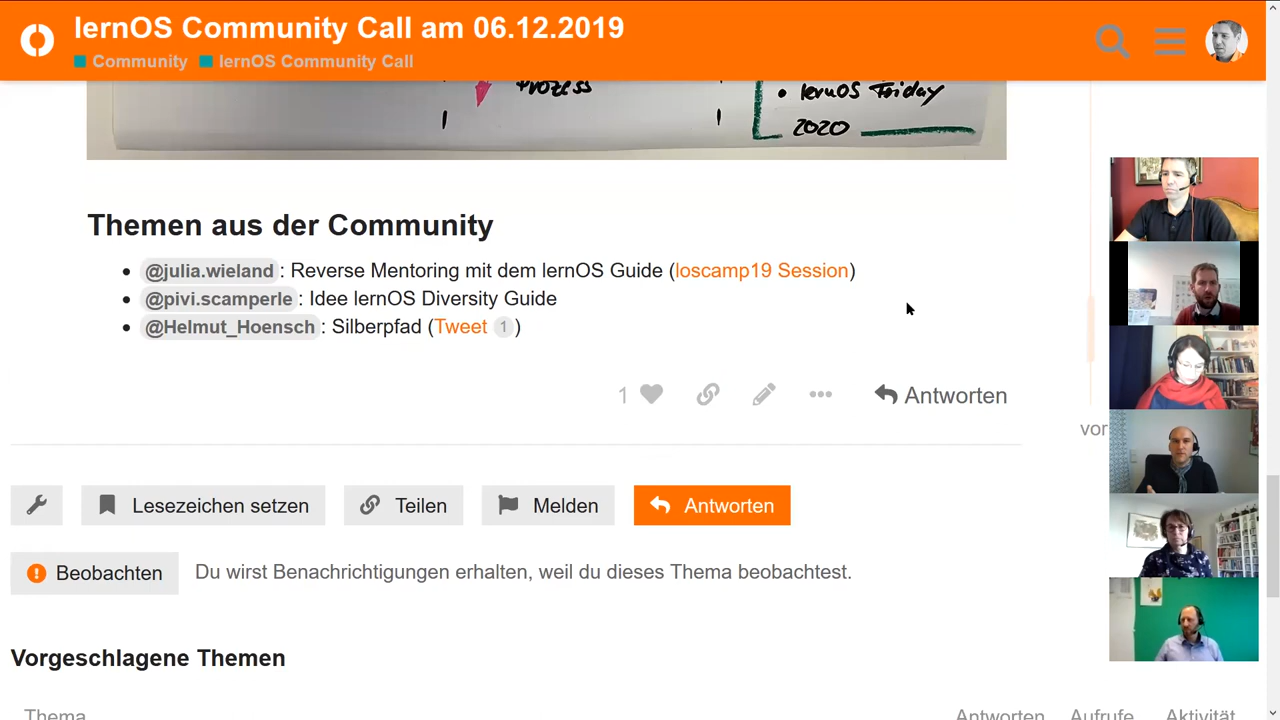 lernOS Community Call am 06.12.2019
Community lernOS Community Call
Prozess
• lernOS Friday
2020
Themen aus der Community
• @julia.wieland: Reverse Mentoring mit dem lernOS Guide (loscamp19 Session)
• @pivi.scamperle: Idee lernOS Diversity Guide
• @Helmut_Hoensch: Silberpfad (Tweet 1)
1 Antworten
vor
Lesezeichen setzen Teilen Melden Antworten
Beobachten Du wirst Benachrichtigungen erhalten, weil du dieses Thema beobachtest.
Vorgeschlagene Themen
Thema Antworten Aufrufe Aktivität